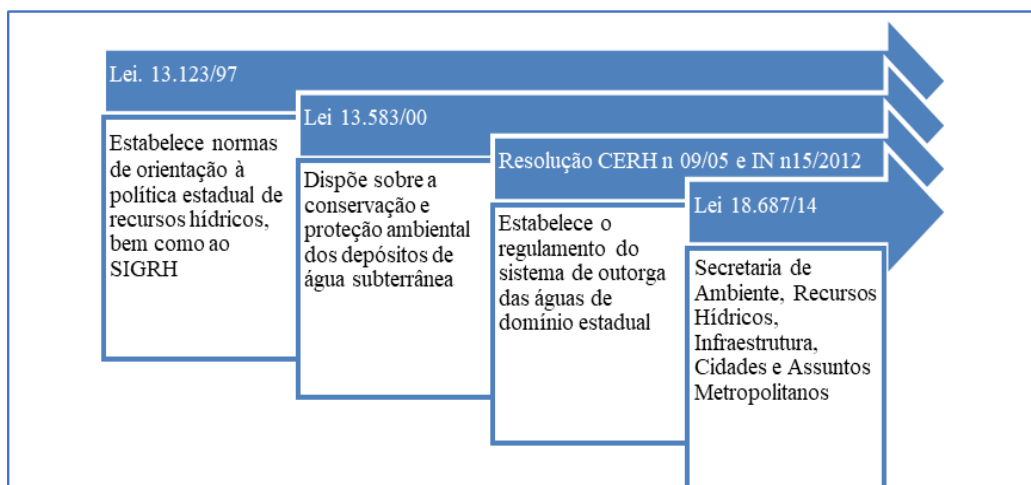 Lei. 13.123/97
Estabelece normas
de orientação à
política estadual de
recursos hídricos,
bem como ao
SIGRH
Lei 13.583/00
Dispõe sobre a
conservação e
proteção ambiental
dos depósitos de
água subterrânea
Resolução CERH n 09/05 e IN n15/2012
Estabelece o
regulamento do
sistema de outorga
das águas de
domínio estadual
Lei 18.687/14
Secretaria de
Ambiente, Recursos
Hídricos,
Infraestrutura,
Cidades e Assuntos
Metropolitanos